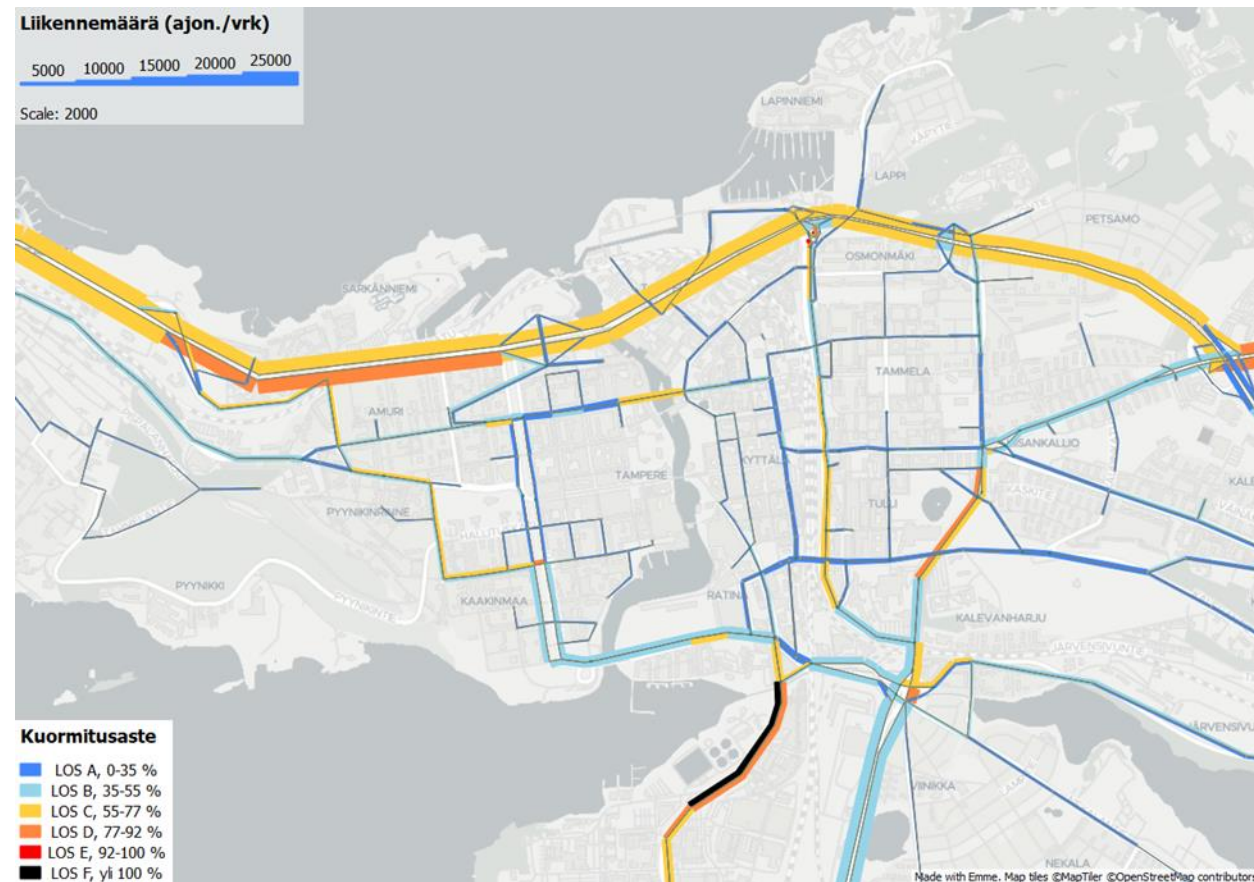 Liikennemäärä (ajon./vrk)
5000 10000 15000 20000 25000
Scale: 2000
LAPINNIEMI
LAPPI
PETSAMO
OSMONMÄKI
SÄRKÄNNIEMI
TAMMELA
AMURI
TAMPERE
KYTTÄLÄ
TULLI
PYYNIKINRINNE
PYYNIKKI
PYYNIKINTIE
KAAKINMAA
RATINA
KALEVANHARJU
JÄRVENSIVUNTIE
VIINIKKA
NEKALA
Kuormitusaste
LOS A, 0-35 %
LOS B, 35-55 %
LOS C, 55-77 %
LOS D, 77-92 %
LOS E, 92-100 %
LOS F, yli 100 %
Made with Emme. Map tiles ©MapTiler ©OpenStreetMap contributors